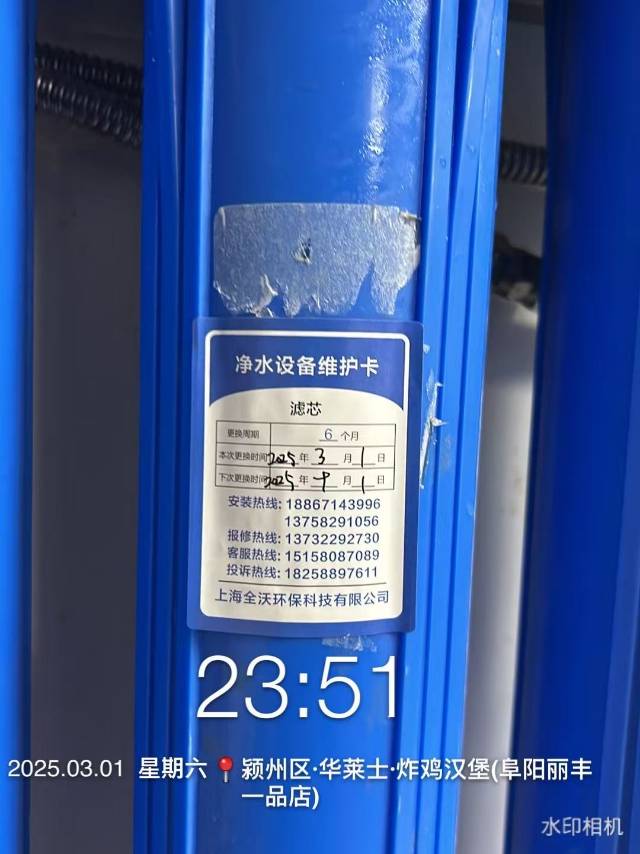 净水设备维护卡
滤芯
更换周期 6 个月
本次更换时间 2025 年 3 月 1 日
下次更换时间 2025 年 9 月 1 日
安装热线: 18867143996
13758291056
报修热线: 13732292730
客服热线: 15158087089
投诉热线: 18258897611
上海全沃环保科技有限公司
23:51
2025.03.01 星期六 颍州区·华莱士·炸鸡汉堡(阜阳丽丰
一品店)
水印相机